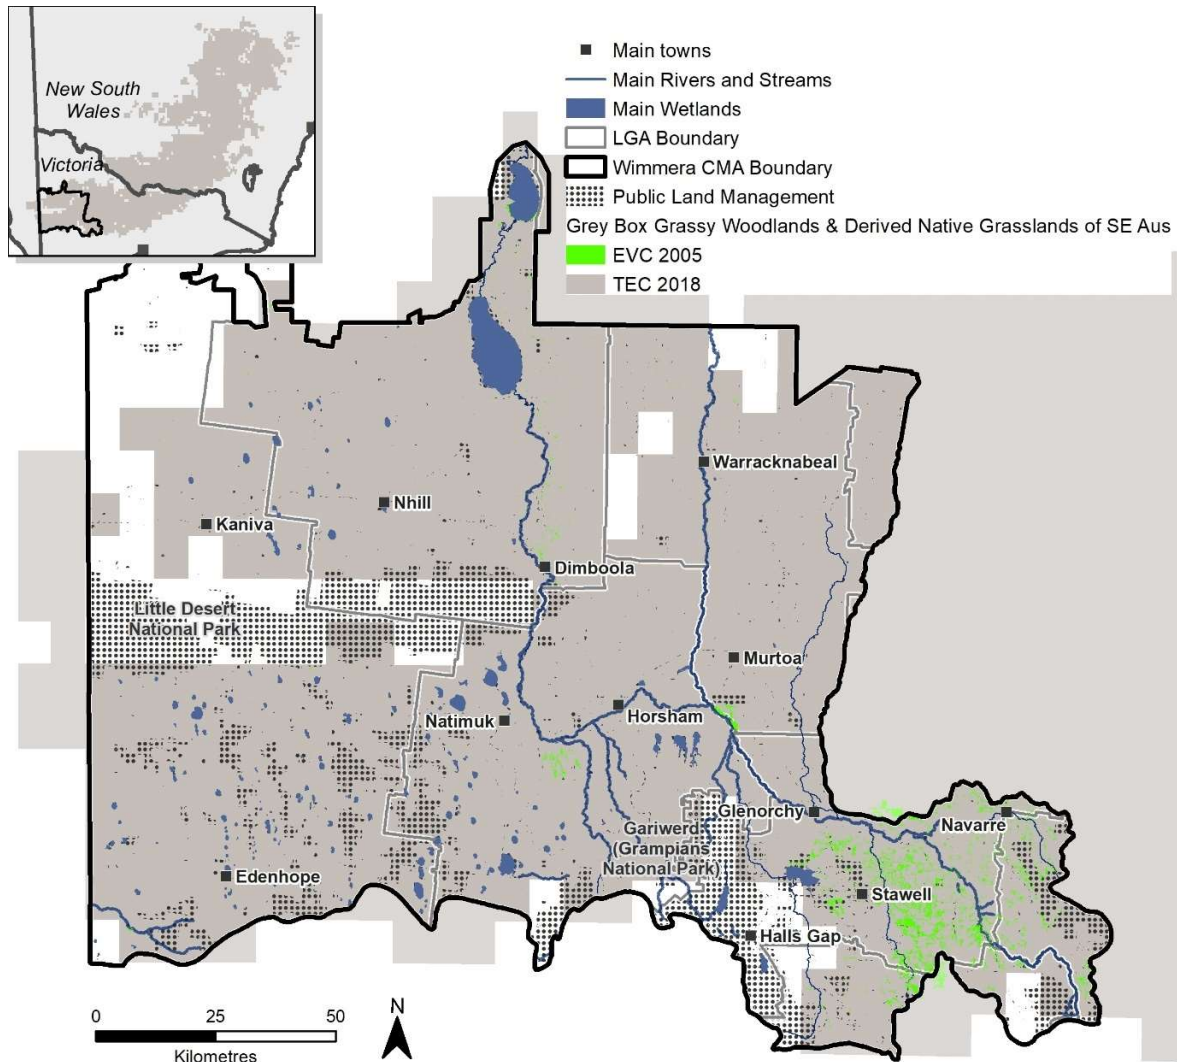 New South
Wales
Victoria
Main towns
Main Rivers and Streams
Main Wetlands
LGA Boundary
Wimmera CMA Boundary
Public Land Management
Grey Box Grassy Woodlands & Derived Native Grasslands of SE Aus
EVC 2005
TEC 2018
Warracknabeal
Nhill
Kaniva
Dimboola
Little Desert
National Park
Murtoa
Natimuk
Horsham
Glenorchy
Navarre
Gariwerd
(Grampians
National Park)
Edenhope
Stawell
Halls Gap
0 25 50
Kilometres
N